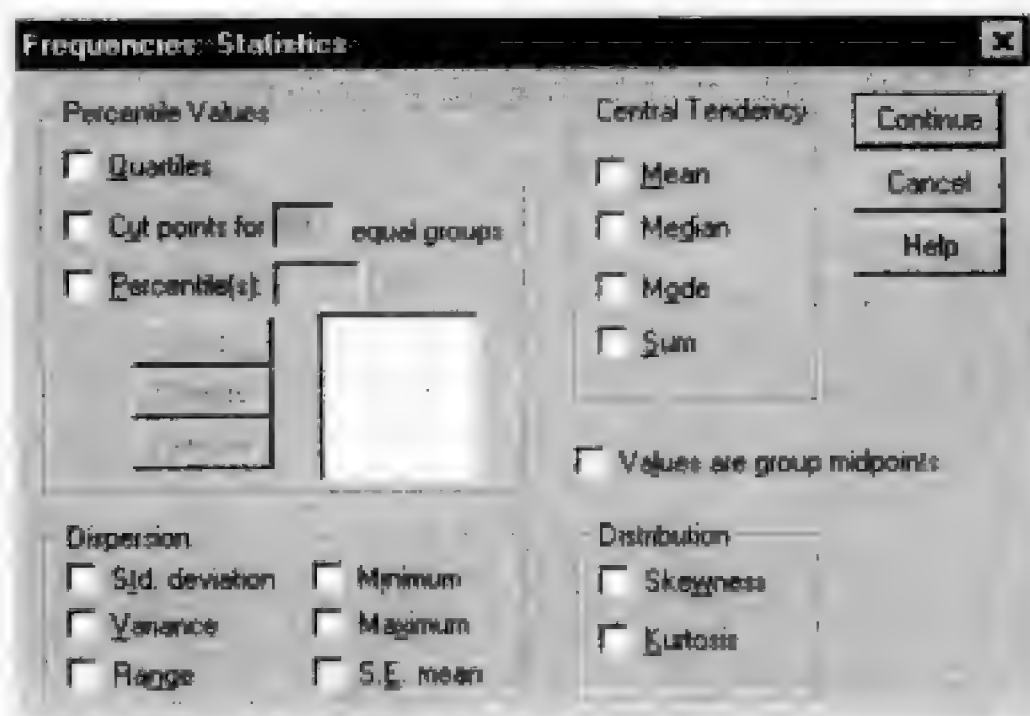 Frequencies: Statistics
Percentile Values
Quartiles
Cut points for
equal groups
Percentile(s):
Central Tendency
Mean
Median
Mode
Sum
Continue
Cancel
Help
Values are group midpoints
Dispersion
Std. deviation
Variance
Range
Minimum
Maximum
S.E. mean
Distribution
Skewness
Kurtosis